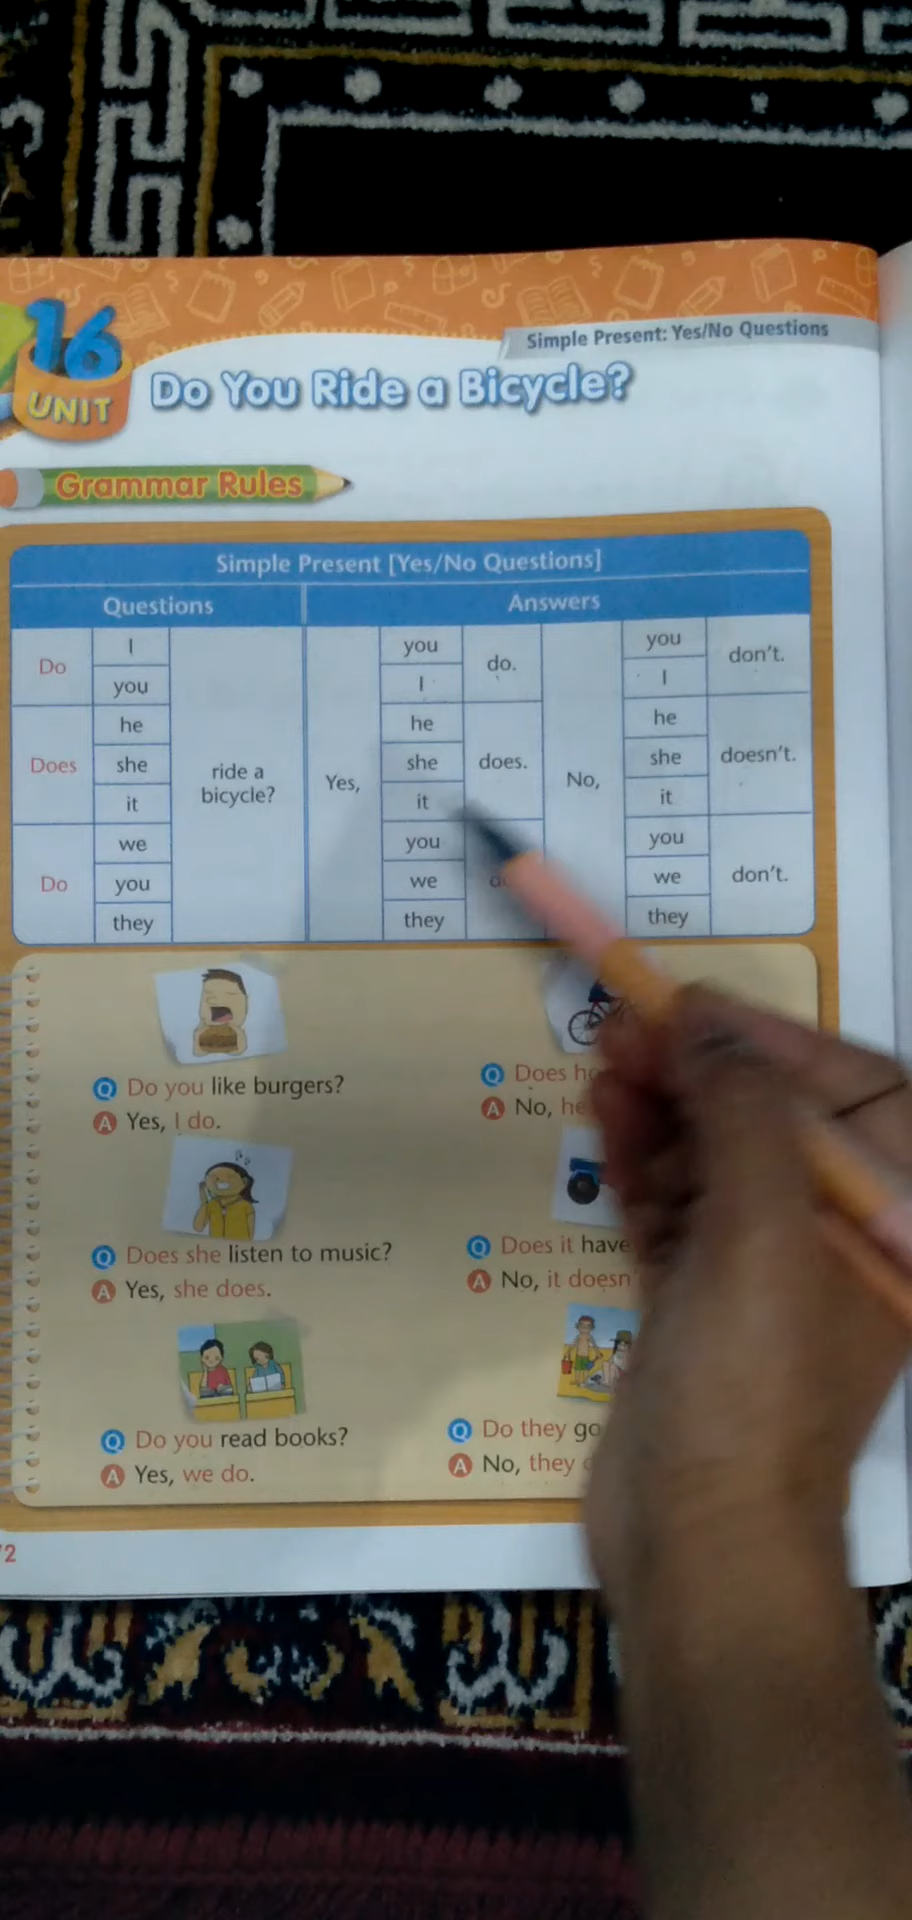 Simple Present: Yes/No Questions
16
UNIT
Do You Ride a Bicycle?
Grammar Rules
Simple Present [Yes/No Questions]
Questions Answers
Do I ride a bicycle? Yes, you do. No, you don't.
you I I
Does he he does. he doesn't.
she she she
it it it
Do we you you don't.
you we we
they they they
Q Do you like burgers?
A Yes, I do.
Q Does
A No, he
Q Does she listen to music?
A Yes, she does.
Q Does it have
A No, it
Q Do you read books?
A Yes, we do.
Q Do they go
A No, they
2